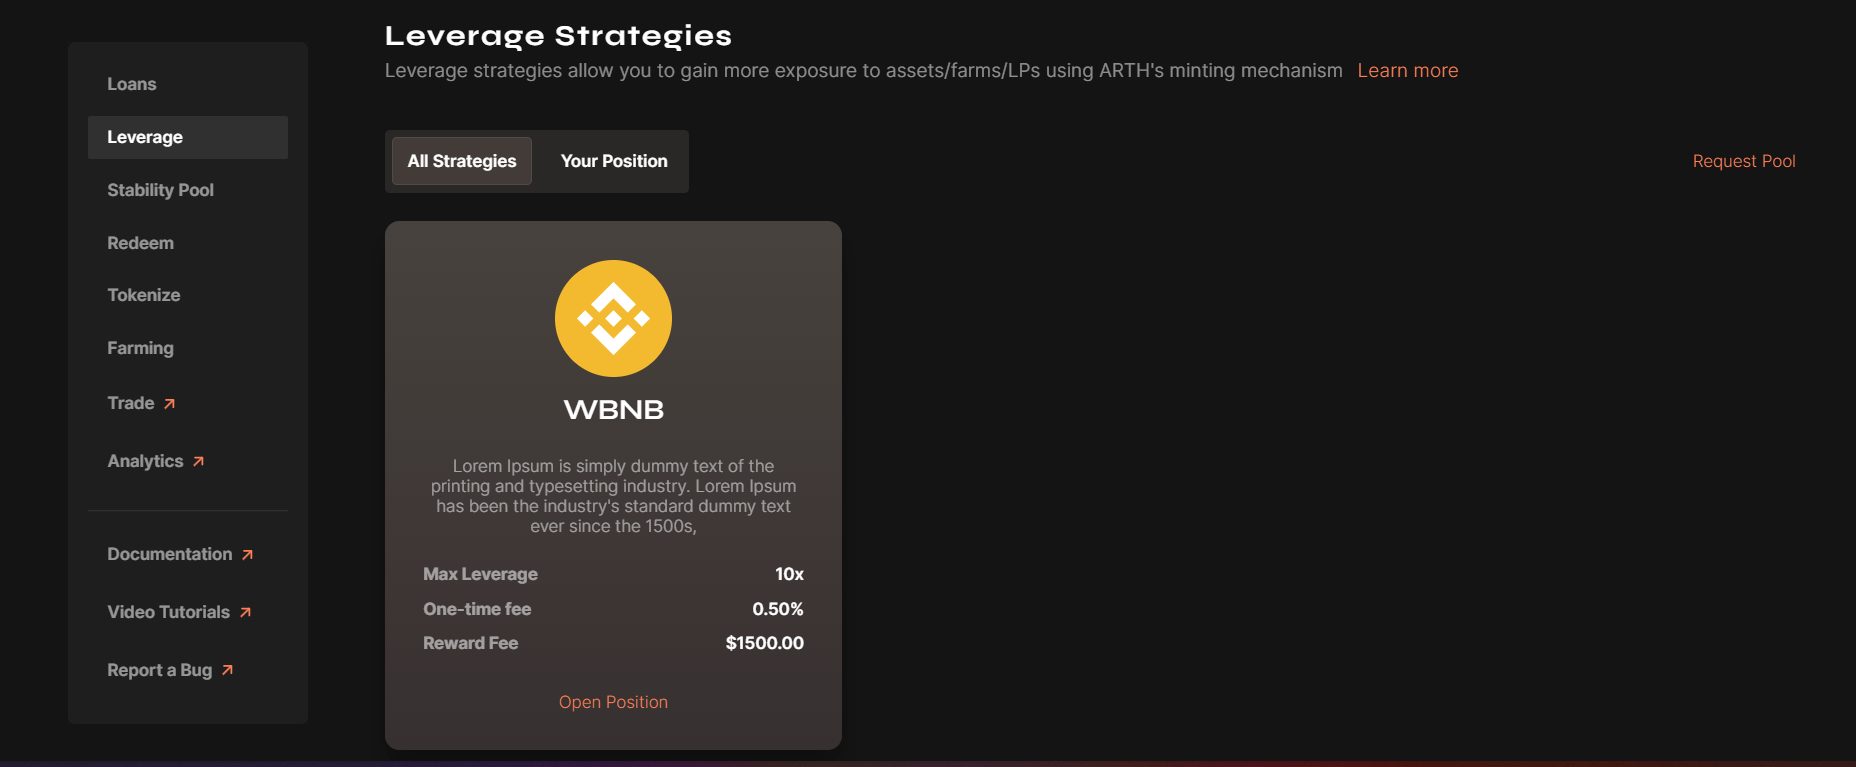 Loans
Leverage
Stability Pool
Redeem
Tokenize
Farming
Trade
Analytics
Documentation
Video Tutorials
Report a Bug
Leverage Strategies
Leverage strategies allow you to gain more exposure to assets/farms/LPs using ARTH's minting mechanism Learn more
All Strategies Your Position Request Pool
WBNB
Lorem Ipsum is simply dummy text of the
printing and typesetting industry. Lorem Ipsum
has been the industry's standard dummy text
ever since the 1500s,
Max Leverage 10x
One-time fee 0.50%
Reward Fee $1500.00
Open Position